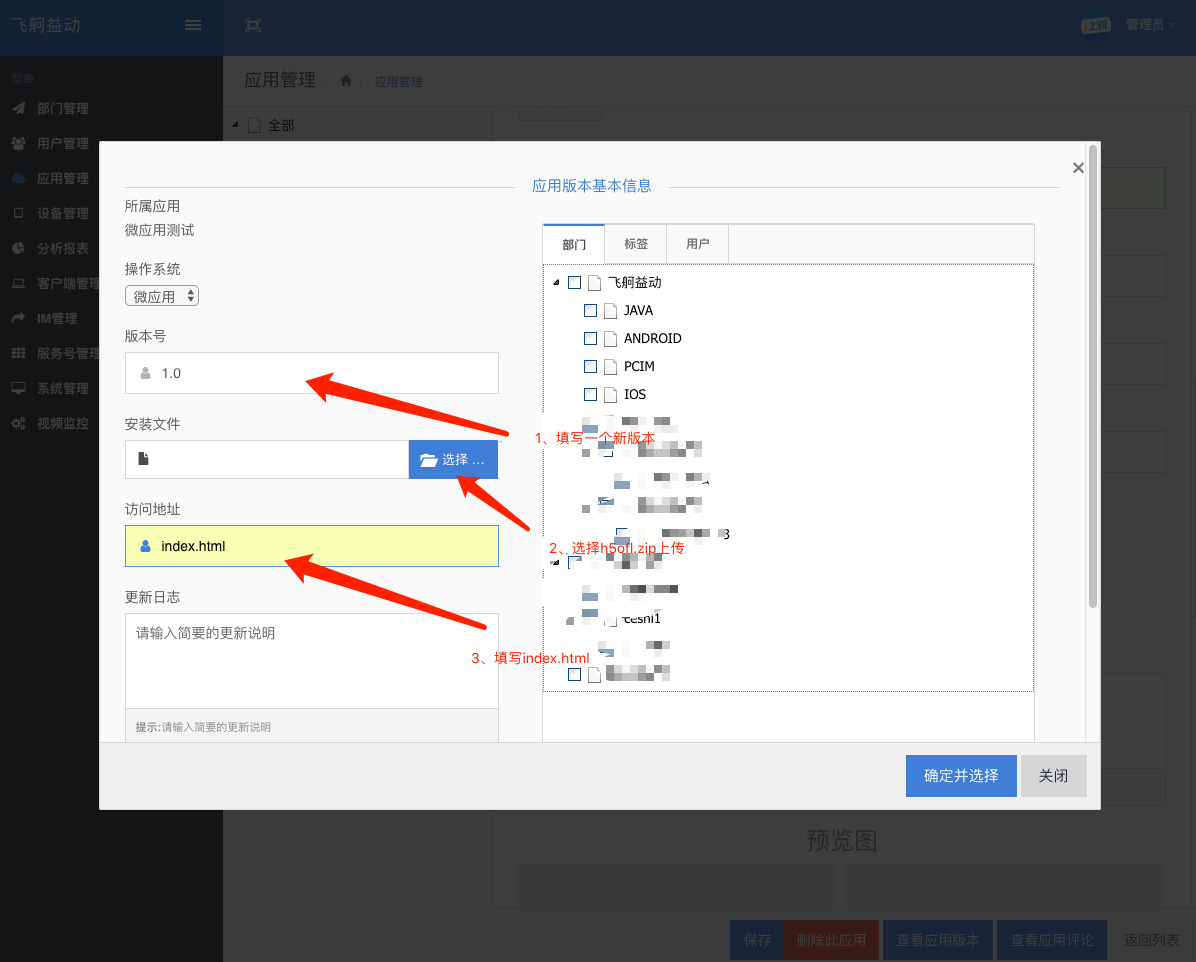 飞舸益动
上班
管理员
菜单
应用管理 / / 应用管理
部门管理
用户管理
应用管理
设备管理
分析报表
客户端管理
IM管理
服务号管理
系统管理
视频监控
全部
×
应用版本基本信息
所属应用
微应用测试
操作系统
微应用
版本号
1.0
安装文件
选择 ...
访问地址
index.html
更新日志
请输入简要的更新说明
提示:请输入简要的更新说明
部门 标签 用户
飞舸益动
JAVA
ANDROID
PCIM
IOS
1、填写一个新版本
2、选择h5ofl.zip上传
3
ceshi1
3、填写index.html
确定并选择 关闭
预览图
保存 删除此应用 查看应用版本 查看应用评论 返回列表